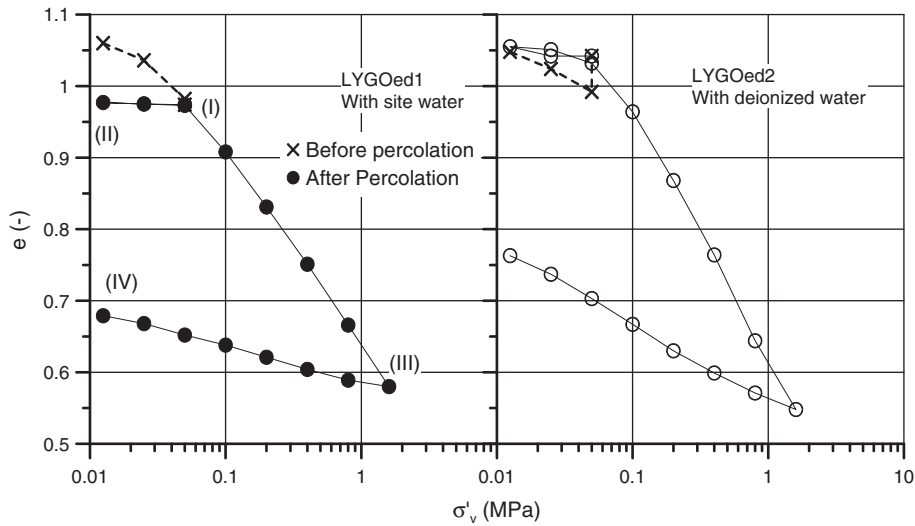 1.1
1
0.9
0.8
0.7
0.6
0.5
e (-)
LYGOed1
With site water
(I)
(II)
× Before percolation
● After Percolation
(IV)
(III)
LYGOed2
With deionized water
0.01 0.1 1 0.01 0.1 1 10
σ'v (MPa)